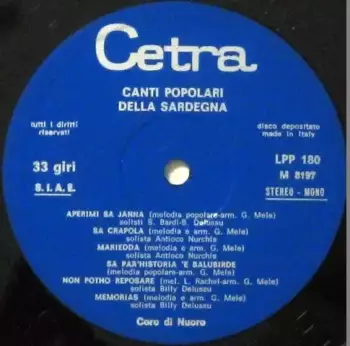 Cetra
CANTI POPOLARI
DELLA SARDEGNA
tutti i diritti
riservati
disco depositato
made in Italy
33 giri
S.I.A.E.
LPP 180
M 8197
STEREO - MONO
APERIMI SA JANNA (melodia popolare-arm. G. Mele)
solisti S. Bardi-B. Delussu
SA CRAPOLA (melodia e arm. G. Mele)
solista Antioco Nurchis
MARIEDDA (melodia e arm. G. Mele)
solista Antioco Nurchis
SA PAR'HISTORIA 'E SALUBIRDE
(melodia popolare-arm. G. Mele)
NON POTHO REPOSARE (mel. L. Rachel-arm. G. Mele)
solista Billy Delussu
MEMORIAS (melodia e arm. G. Mele)
solista Billy Delussu
Coro di Nuoro